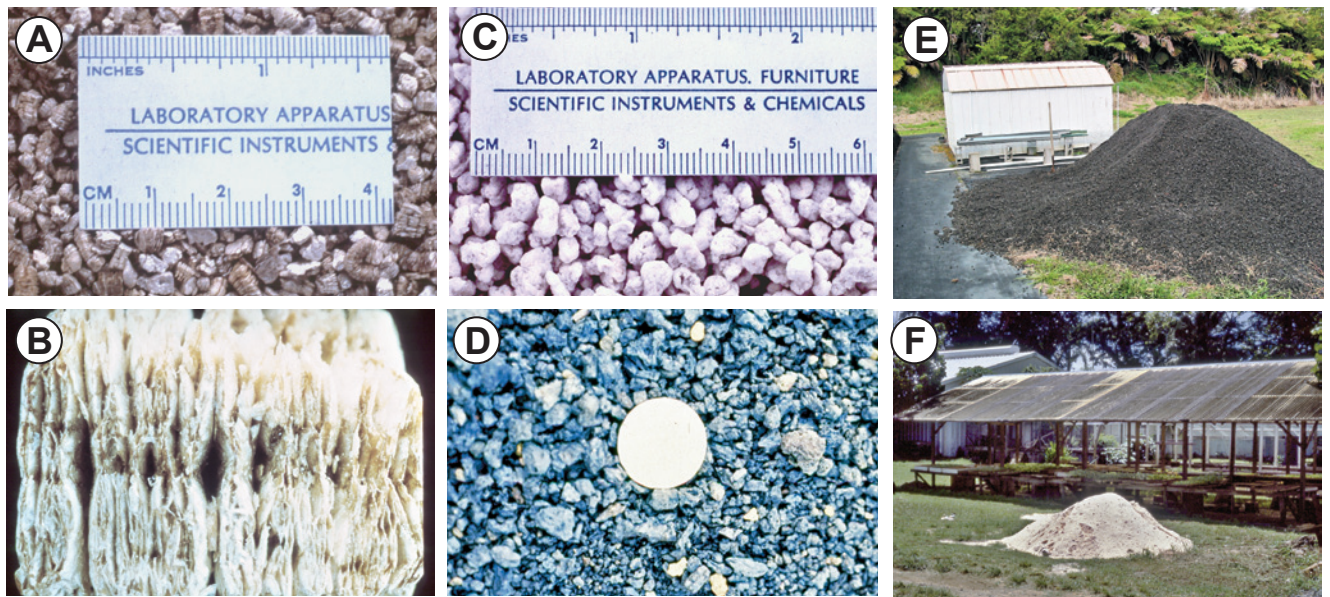 A
INCHES 1
LABORATORY APPARATUS
SCIENTIFIC INSTRUMENTS &
CM 1 2 3 4
B
C
ES 1 2
LABORATORY APPARATUS. FURNITURE
SCIENTIFIC INSTRUMENTS & CHEMICALS
CM 1 2 3 4 5 6
D
E
F